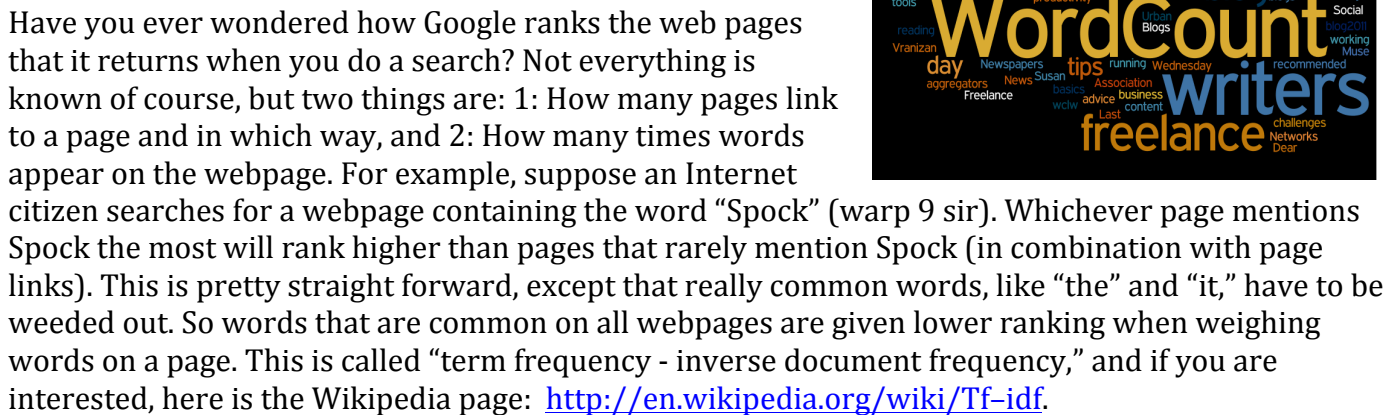 Have you ever wondered how Google ranks the web pages
that it returns when you do a search? Not everything is
known of course, but two things are: 1: How many pages link
to a page and in which way, and 2: How many times words
appear on the webpage. For example, suppose an Internet
citizen searches for a webpage containing the word “Spock” (warp 9 sir). Whichever page mentions
Spock the most will rank higher than pages that rarely mention Spock (in combination with page
links). This is pretty straight forward, except that really common words, like “the” and “it,” have to be
weeded out. So words that are common on all webpages are given lower ranking when weighing
words on a page. This is called “term frequency - inverse document frequency,” and if you are
interested, here is the Wikipedia page: http://en.wikipedia.org/wiki/Tf–idf.
tools
Social
Urban
Blogs
blog2011
reading
WordCount
working
Muse
Vranizan
day
Newspapers
tips
running
Wednesday
recommended
aggregators
News
Susan
Association
writers
Freelance
basics
advice
business
wclw
content
Last
freelance
challenges
Networks
Dear